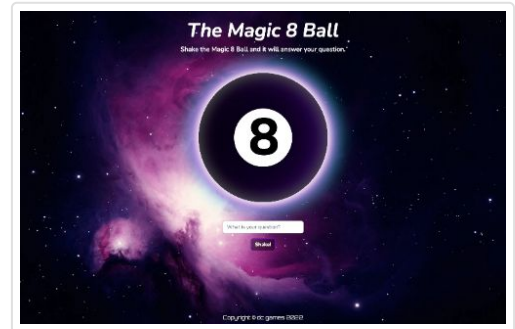 The Magic 8 Ball
Shake the Magic 8 Ball and it will answer your question.
8
What is your question?
Shake!
Copyright © dc games 2022